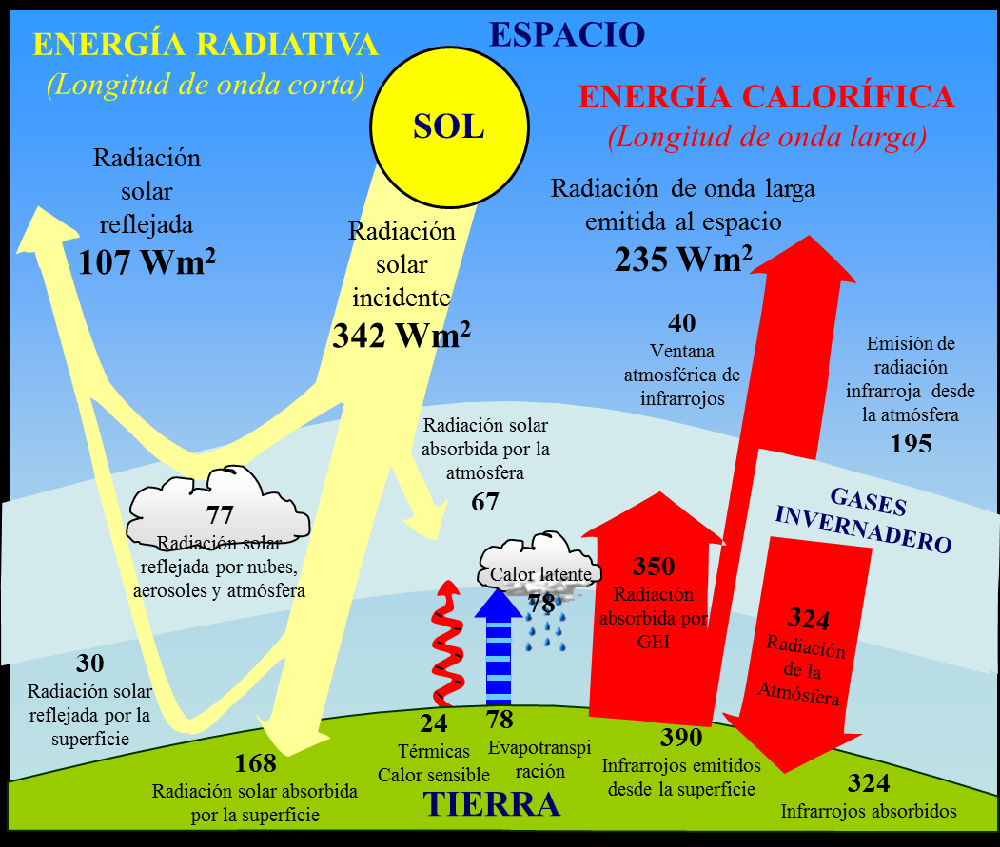 ENERGÍA RADIATIVA
(Longitud de onda corta)
ESPACIO
SOL
ENERGÍA CALORÍFICA
(Longitud de onda larga)
Radiación
solar
reflejada
107 Wm²
Radiación
solar
incidente
342 Wm²
Radiación de onda larga
emitida al espacio
235 Wm²
40
Ventana
atmosférica de
infrarrojos
Emisión de
radiación
infrarroja desde
la atmósfera
195
Radiación solar
absorbida por la
atmósfera
67
77
Radiación solar
reflejada por nubes,
aerosoles y atmósfera
GASES
INVERNADERO
Calor latente
78
350
Radiación
absorbida por
GEI
324
Radiación
de la
Atmósfera
30
Radiación solar
reflejada por la
superficie
168
Radiación solar absorbida
por la superficie
24
Térmicas
Calor sensible
78
Evapotranspi
ración
390
Infrarrojos emitidos
desde la superficie
324
Infrarrojos absorbidos
TIERRA